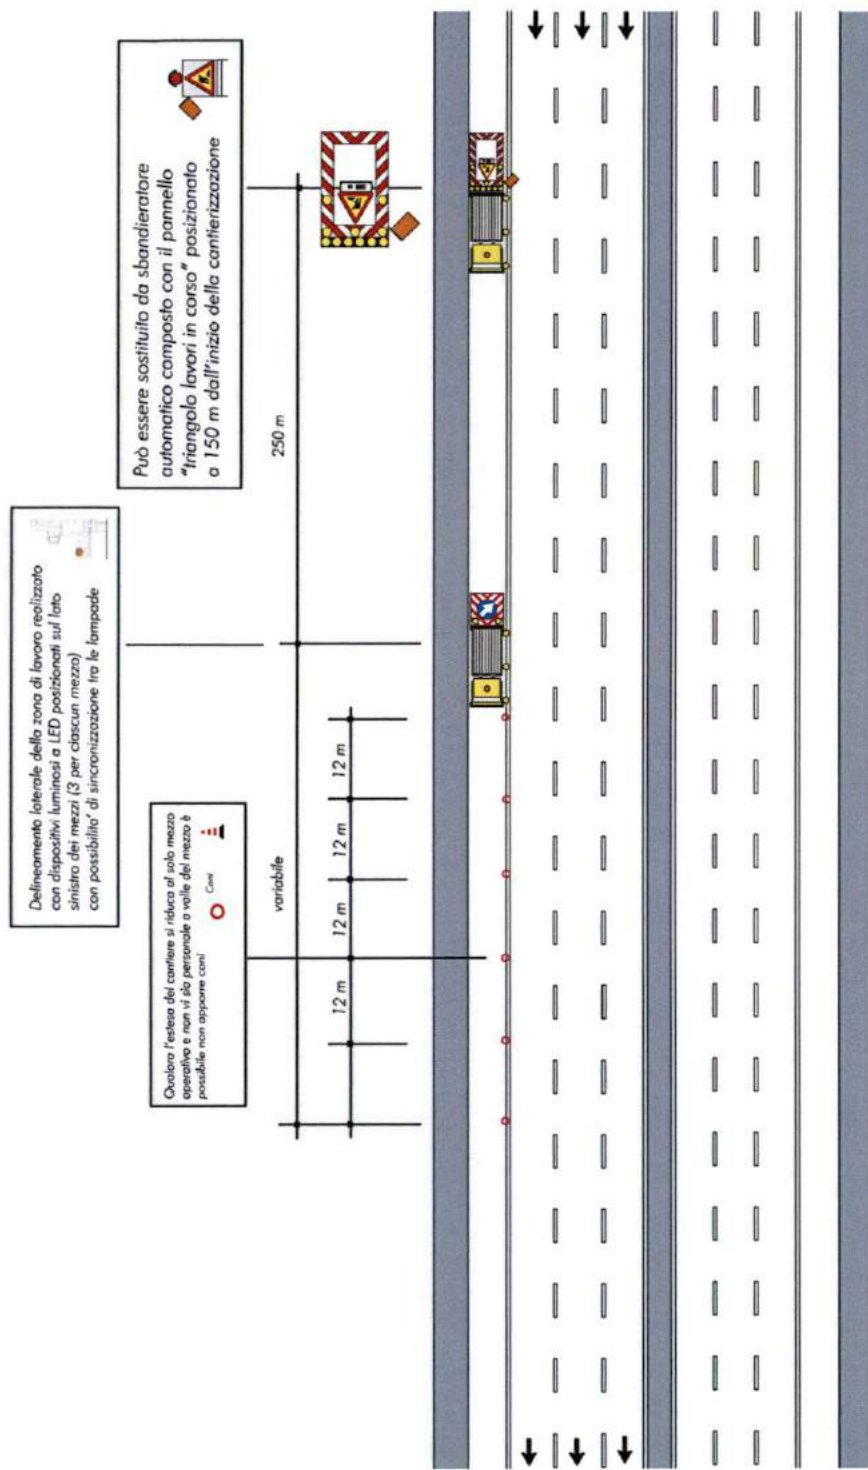 Delineamento laterale della zona di lavoro realizzato
con dispositivi luminosi a LED posizionati sul lato
sinistro dei mezzi (3 per ciascun mezzo)
con possibilita' di sincronizzazione tra le lampade
Può essere sostituito da sbandieratore
automatico composto con il pannello
"triangolo lavori in corso" posizionato
a 150 m dall'inizio della cantierizzazione
Qualora l'estesa del cantiere si riduca al solo mezzo
operativo e non vi sia personale a valle del mezzo è
possibile non apporre coni
Coni
variabile
250 m
12 m
12 m
12 m
12 m